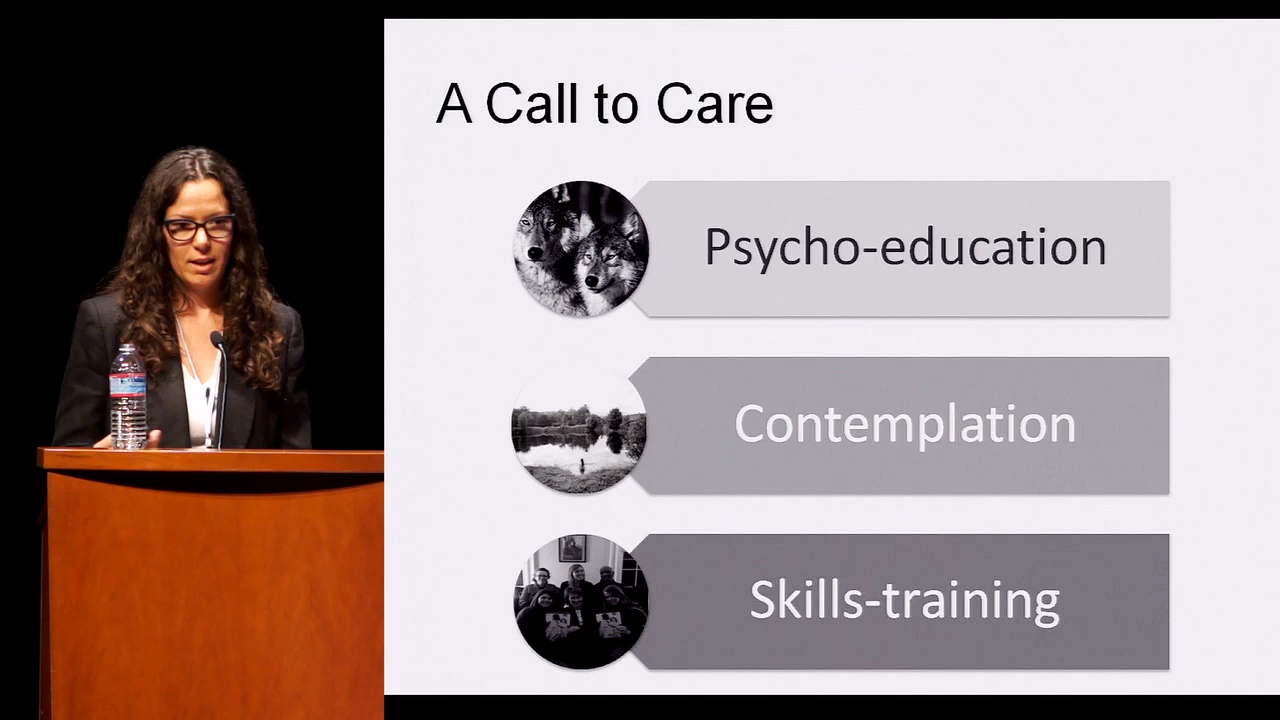 A Call to Care
Psycho-education
Contemplation
Skills-training